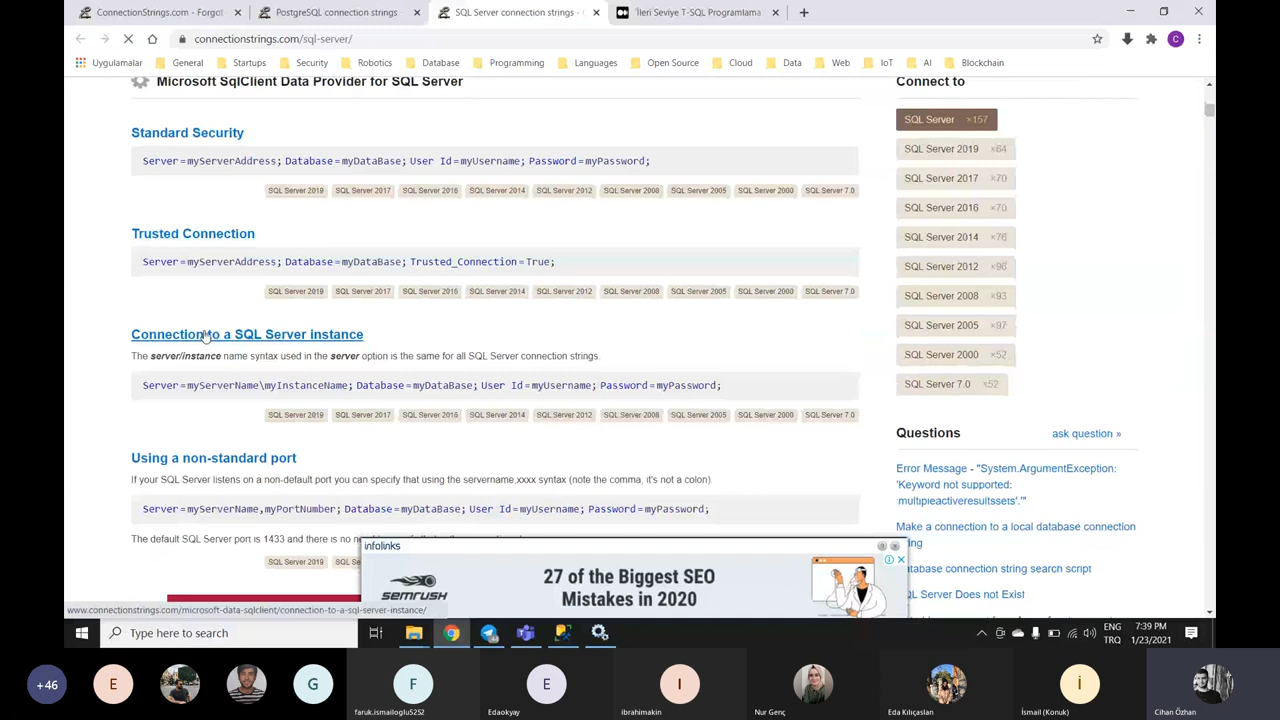 ConnectionStrings.com - Forgot
PostgreSQL connection strings -
SQL Server connection strings -
'İleri Seviye T-SQL Programlama
connectionstrings.com/sql-server/
C
Uygulamalar
General
Startups
Security
Robotics
Database
Programming
Languages
Open Source
Cloud
Data
Web
IoT
AI
Blockchain
Microsoft SqlClient Data Provider for SQL Server
Standard Security
Server=myServerAddress; Database=myDataBase; User Id=myUsername; Password=myPassword;
SQL Server 2019 SQL Server 2017 SQL Server 2016 SQL Server 2014 SQL Server 2012 SQL Server 2008 SQL Server 2005 SQL Server 2000 SQL Server 7.0
Trusted Connection
Server=myServerAddress; Database=myDataBase; Trusted_Connection=True;
SQL Server 2019 SQL Server 2017 SQL Server 2016 SQL Server 2014 SQL Server 2012 SQL Server 2008 SQL Server 2005 SQL Server 2000 SQL Server 7.0
Connection to a SQL Server instance
The server/instance name syntax used in the server option is the same for all SQL Server connection strings.
Server=myServerName\myInstanceName; Database=myDataBase; User Id=myUsername; Password=myPassword;
SQL Server 2019 SQL Server 2017 SQL Server 2016 SQL Server 2014 SQL Server 2012 SQL Server 2008 SQL Server 2005 SQL Server 2000 SQL Server 7.0
Using a non-standard port
If your SQL Server listens on a non-default port you can specify that using the servername,xxxx syntax (note the comma, it's not a colon).
Server=myServerName,myPortNumber; Database=myDataBase; User Id=myUsername; Password=myPassword;
The default SQL Server port is 1433 and there is no
SQL Server 2019
Connect to
SQL Server ×157
SQL Server 2019 ×64
SQL Server 2017 ×70
SQL Server 2016 ×70
SQL Server 2014 ×76
SQL Server 2012 ×96
SQL Server 2008 ×93
SQL Server 2005 ×97
SQL Server 2000 ×52
SQL Server 7.0 ×52
Questions
ask question »
Error Message - "System.ArgumentException:
'Keyword not supported:
'multipleactiveresultssets'.'"
Make a connection to a local database connection
Database connection string search script
SQL Server Does not Exist
infolinks
SEMRUSH
27 of the Biggest SEO
Mistakes in 2020
www.connectionstrings.com/microsoft-data-sqlclient/connection-to-a-sql-server-instance/
Type here to search
ENG
TRQ
7:39 PM
1/23/2021
+46
E
G
F
faruk.ismailoglu5252
E
Edaokyay
I
ibrahimakin
Nur Genç
Eda Kılıçaslan
İ
İsmail (Konuk)
Cihan Özhan